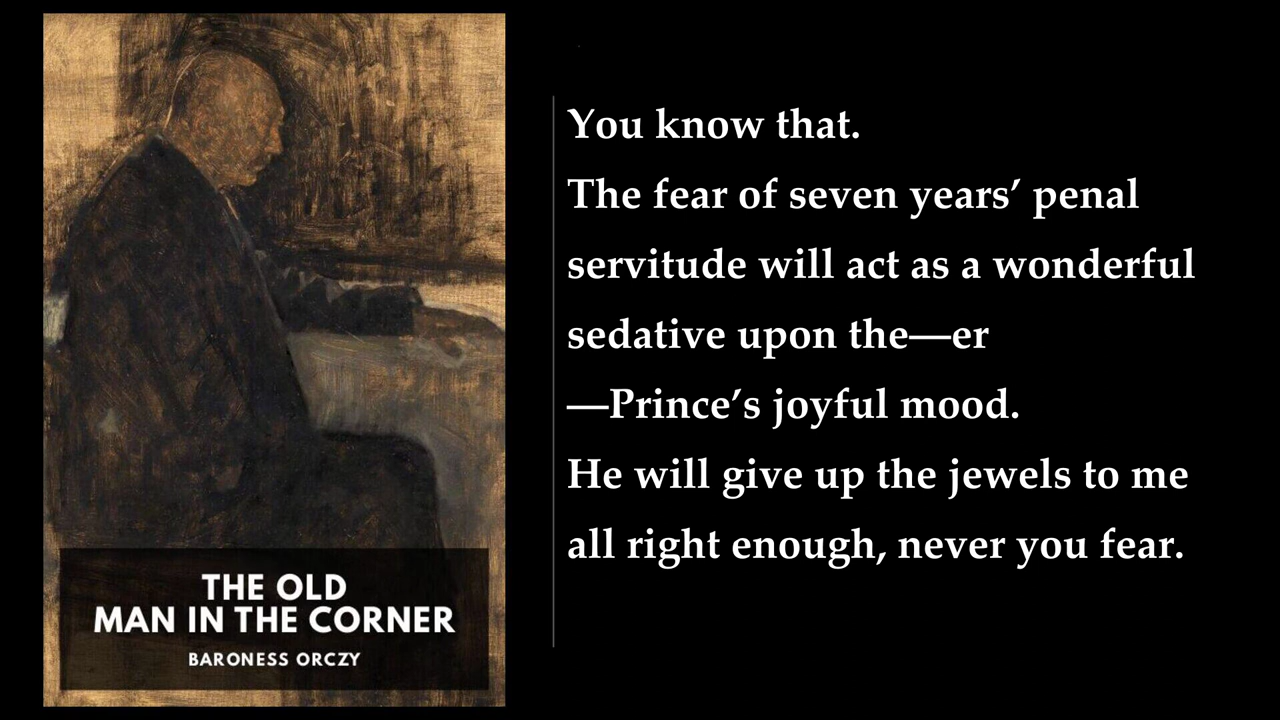 THE OLD
MAN IN THE CORNER
BARONESS ORCZY
You know that.
The fear of seven years’ penal
servitude will act as a wonderful
sedative upon the—er
—Prince’s joyful mood.
He will give up the jewels to me
all right enough, never you fear.